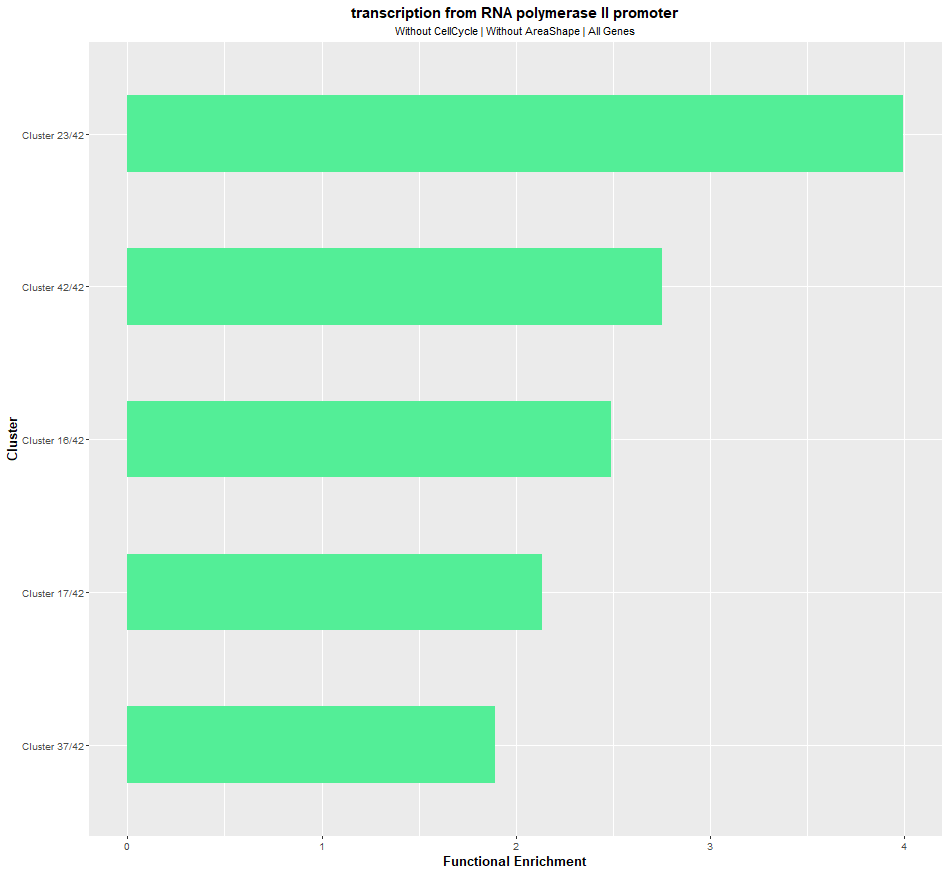 transcription from RNA polymerase II promoter
Without CellCycle | Without AreaShape | All Genes
Cluster
Cluster 23/42
Cluster 42/42
Cluster 16/42
Cluster 17/42
Cluster 37/42
0 1 2 3 4
Functional Enrichment